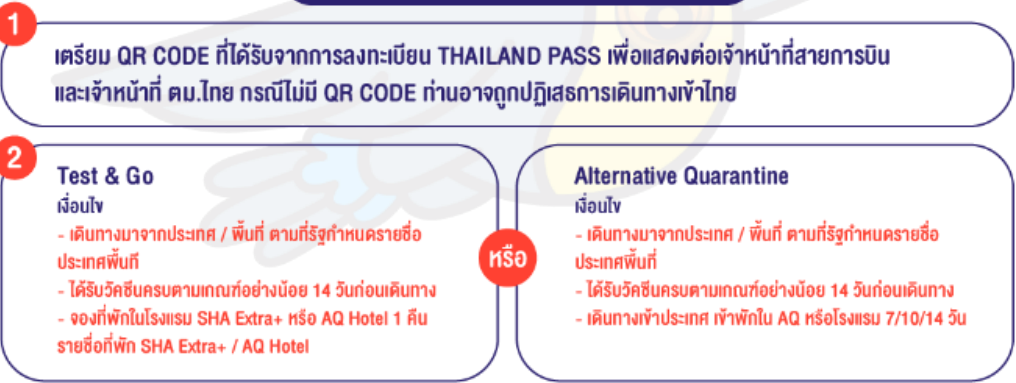 1
เตรียม QR CODE ที่ได้รับจากการลงทะเบียน THAILAND PASS เพื่อแสดงต่อเจ้าหน้าที่สายการบิน
และเจ้าหน้าที่ ตม.ไทย กรณีไม่มี QR CODE ท่านอาจถูกปฏิเสธการเดินทางเข้าไทย
2
Test & Go
เงื่อนไข
- เดินทางมาจากประเทศ / พื้นที่ ตามที่รัฐกำหนดรายชื่อ
ประเทศพื้นที่
- ได้รับวัคซีนครบตามเกณฑ์อย่างน้อย 14 วันก่อนเดินทาง
- จองที่พักในโรงแรม SHA Extra+ หรือ AQ Hotel 1 คืน
รายชื่อที่พัก SHA Extra+ / AQ Hotel
หรือ
Alternative Quarantine
เงื่อนไข
- เดินทางมาจากประเทศ / พื้นที่ ตามที่รัฐกำหนดรายชื่อ
ประเทศพื้นที่
- ได้รับวัคซีนครบตามเกณฑ์อย่างน้อย 14 วันก่อนเดินทาง
- เดินทางเข้าประเทศ เข้าพักใน AQ หรือโรงแรม 7/10/14 วัน